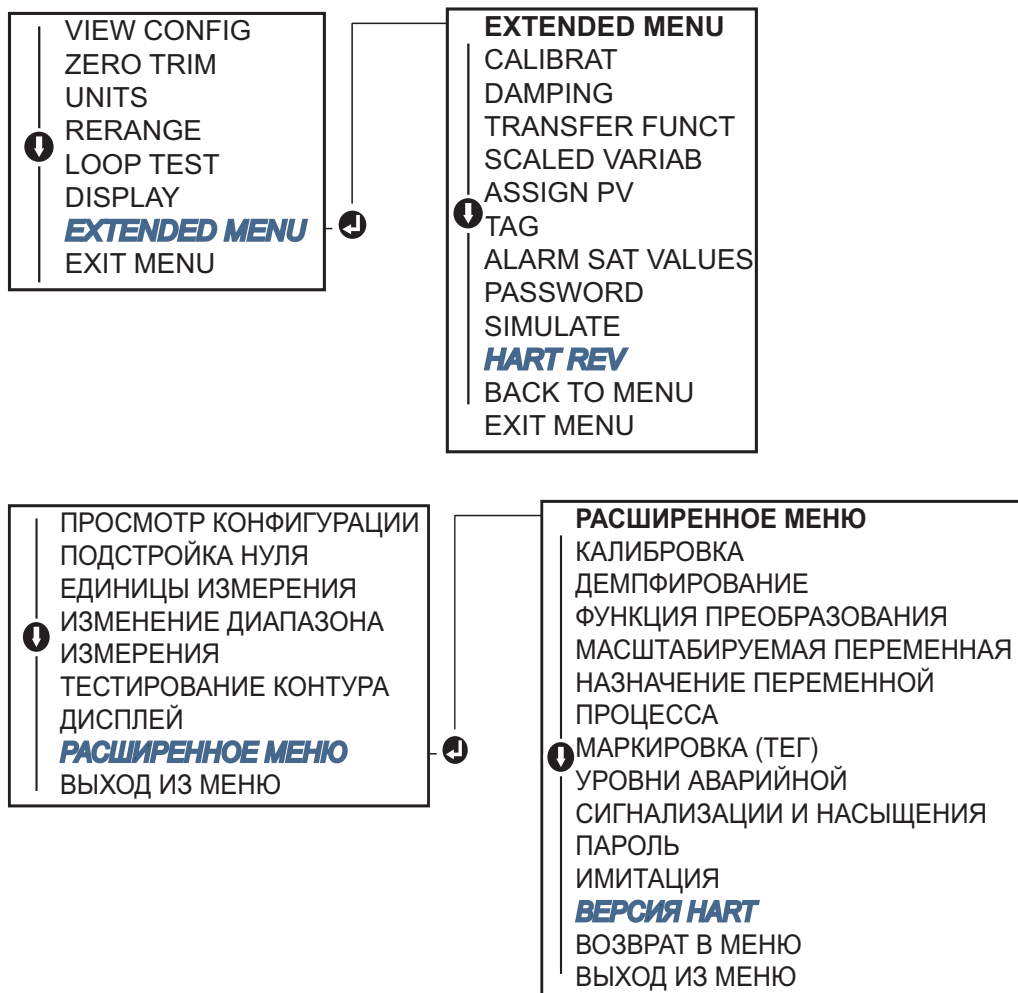 VIEW CONFIG
ZERO TRIM
UNITS
RERANGE
LOOP TEST
DISPLAY
EXTENDED MENU
EXIT MENU
EXTENDED MENU
CALIBRAT
DAMPING
TRANSFER FUNCT
SCALED VARIAB
ASSIGN PV
TAG
ALARM SAT VALUES
PASSWORD
SIMULATE
HART REV
BACK TO MENU
EXIT MENU
ПРОСМОТР КОНФИГУРАЦИИ
ПОДСТРОЙКА НУЛЯ
ЕДИНИЦЫ ИЗМЕРЕНИЯ
ИЗМЕНЕНИЕ ДИАПАЗОНА
ИЗМЕРЕНИЯ
ТЕСТИРОВАНИЕ КОНТУРА
ДИСПЛЕЙ
РАСШИРЕННОЕ МЕНЮ
ВЫХОД ИЗ МЕНЮ
РАСШИРЕННОЕ МЕНЮ
КАЛИБРОВКА
ДЕМПФИРОВАНИЕ
ФУНКЦИЯ ПРЕОБРАЗОВАНИЯ
МАСШТАБИРУЕМАЯ ПЕРЕМЕННАЯ
НАЗНАЧЕНИЕ ПЕРЕМЕННОЙ
ПРОЦЕССА
МАРКИРОВКА (ТЕГ)
УРОВНИ АВАРИЙНОЙ
СИГНАЛИЗАЦИИ И НАСЫЩЕНИЯ
ПАРОЛЬ
ИМИТАЦИЯ
ВЕРСИЯ HART
ВОЗВРАТ В МЕНЮ
ВЫХОД ИЗ МЕНЮ